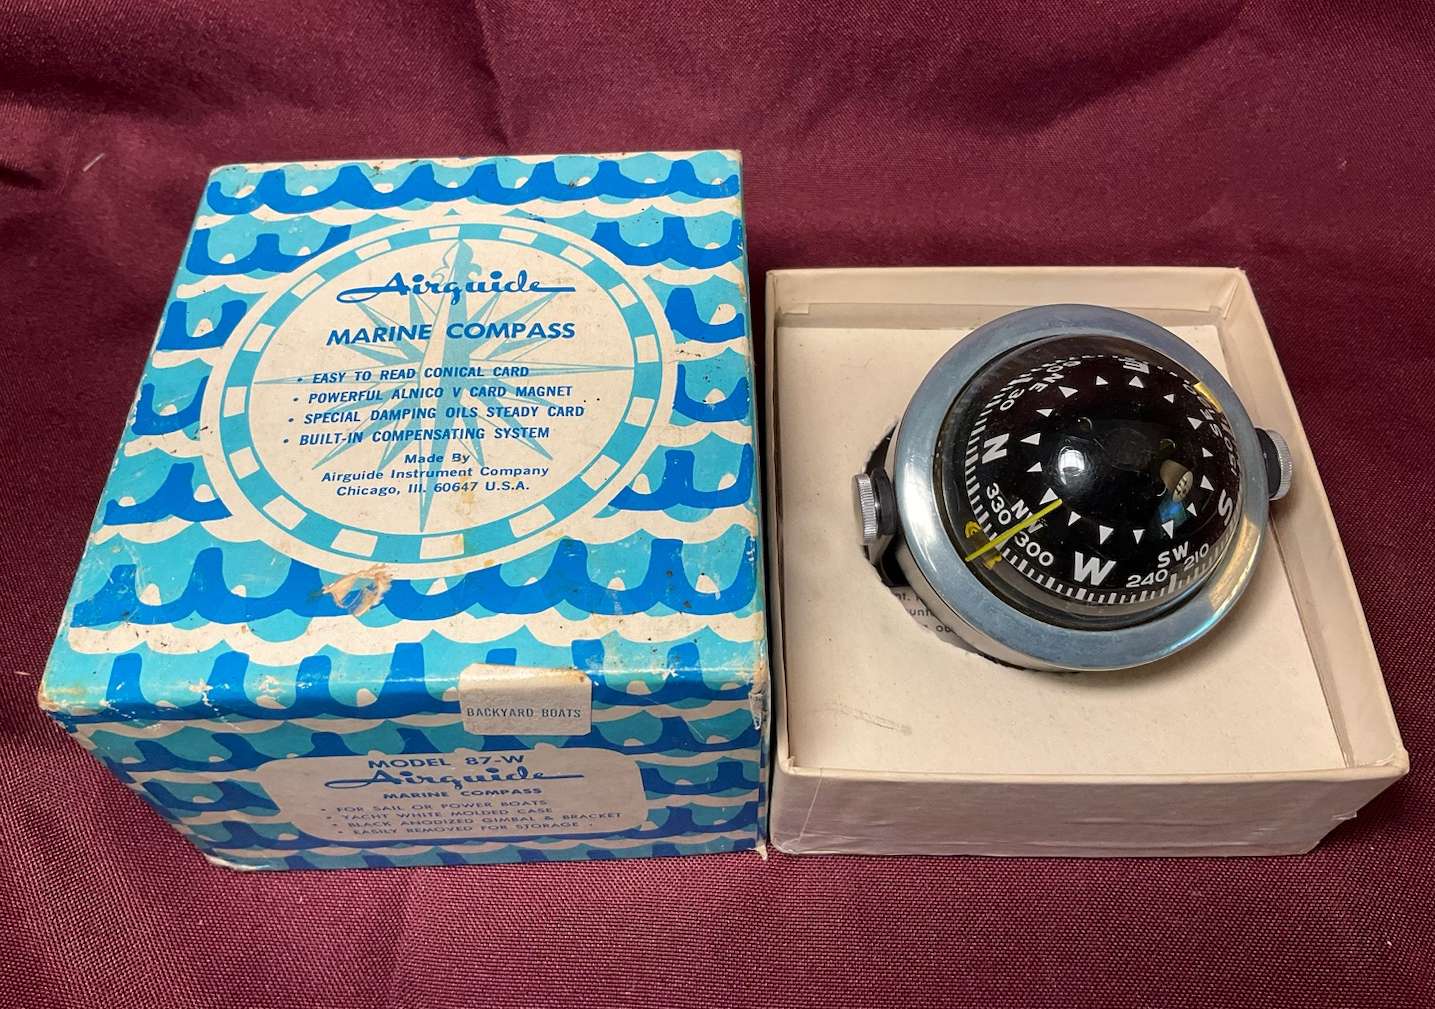 Airguide
MARINE COMPASS
• EASY TO READ CONICAL CARD
• POWERFUL ALNICO V CARD MAGNET
• SPECIAL DAMPING OILS STEADY CARD
• BUILT-IN COMPENSATING SYSTEM
Made By
Airguide Instrument Company
Chicago, Ill. 60647 U.S.A.
BACKYARD BOATS
MODEL 87-W
Airguide
MARINE COMPASS
• FOR SAIL OR POWER BOATS
• YACHT WHITE MOLDED CASE
• BLACK ANODIZED GIMBAL & BRACKET
• EASILY REMOVED FOR STORAGE
E
NE
30
N
330
NW
300
W
240
SW
210
S